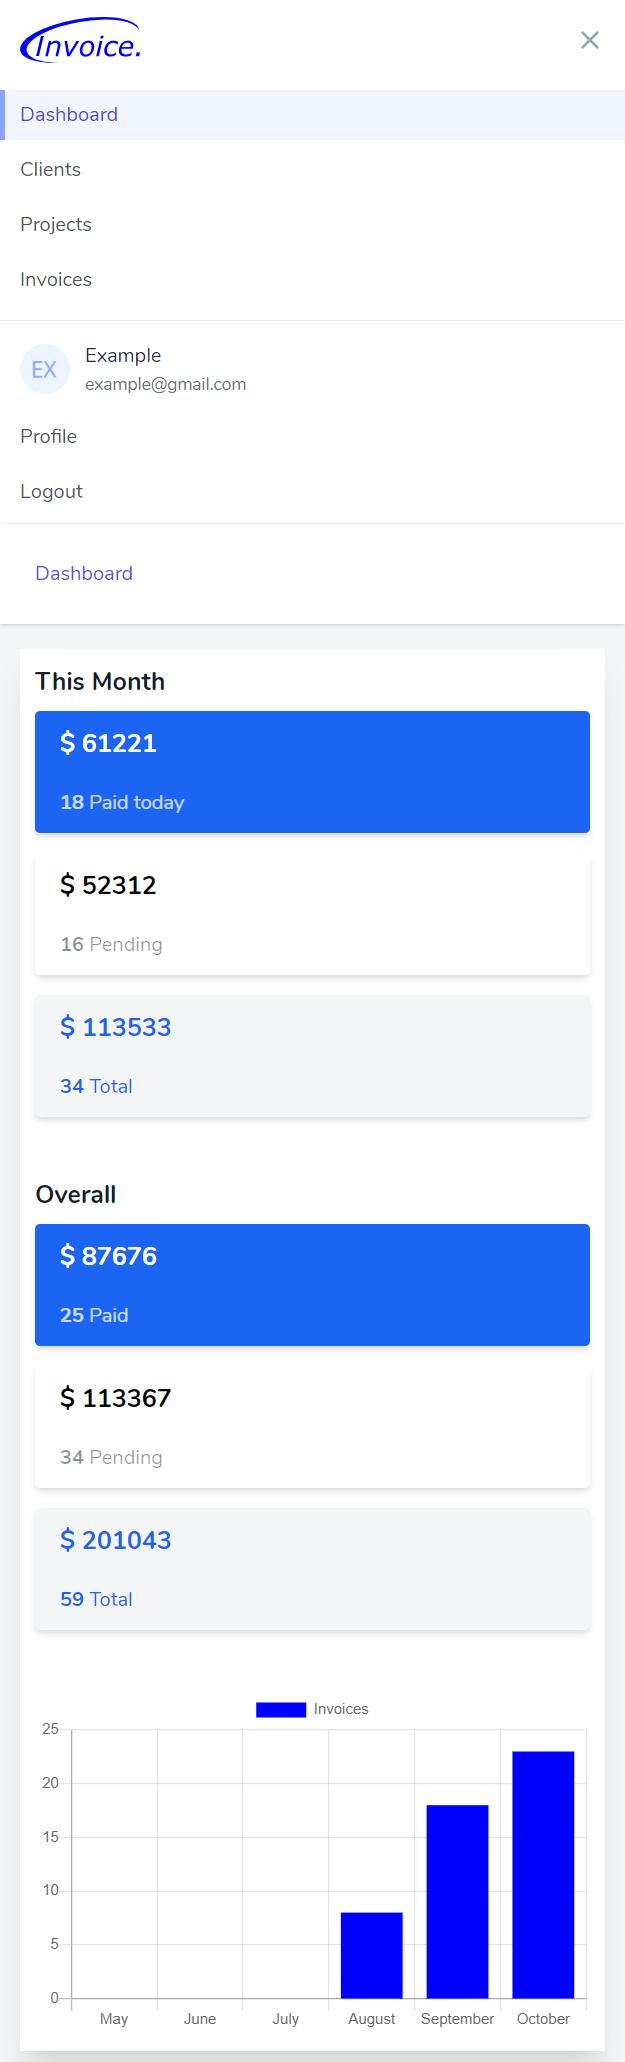 Invoice.
Dashboard
Clients
Projects
Invoices
EX
Example
example@gmail.com
Profile
Logout
Dashboard
This Month
$ 61221
18 Paid today
$ 52312
16 Pending
$ 113533
34 Total
Overall
$ 87676
25 Paid
$ 113367
34 Pending
$ 201043
59 Total
Invoices
25
20
15
10
5
0
May June July August September October